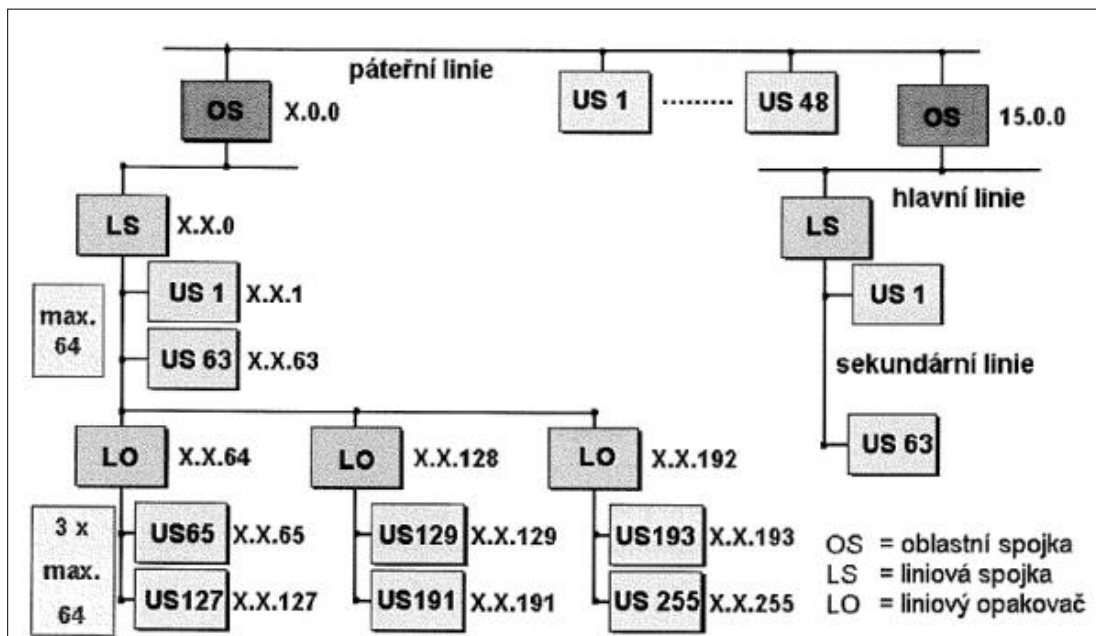 páteřní linie
OS X.0.0
US 1 ......... US 48
OS 15.0.0
hlavní linie
LS X.X.0
LS
US 1 X.X.1
US 1
max.
64
US 63 X.X.63
sekundární linie
US 63
LO X.X.64
LO X.X.128
LO X.X.192
3 x
max.
64
US65 X.X.65
US129 X.X.129
US193 X.X.193
US127 X.X.127
US191 X.X.191
US 255 X.X.255
OS = oblastní spojka
LS = liniová spojka
LO = liniový opakovač